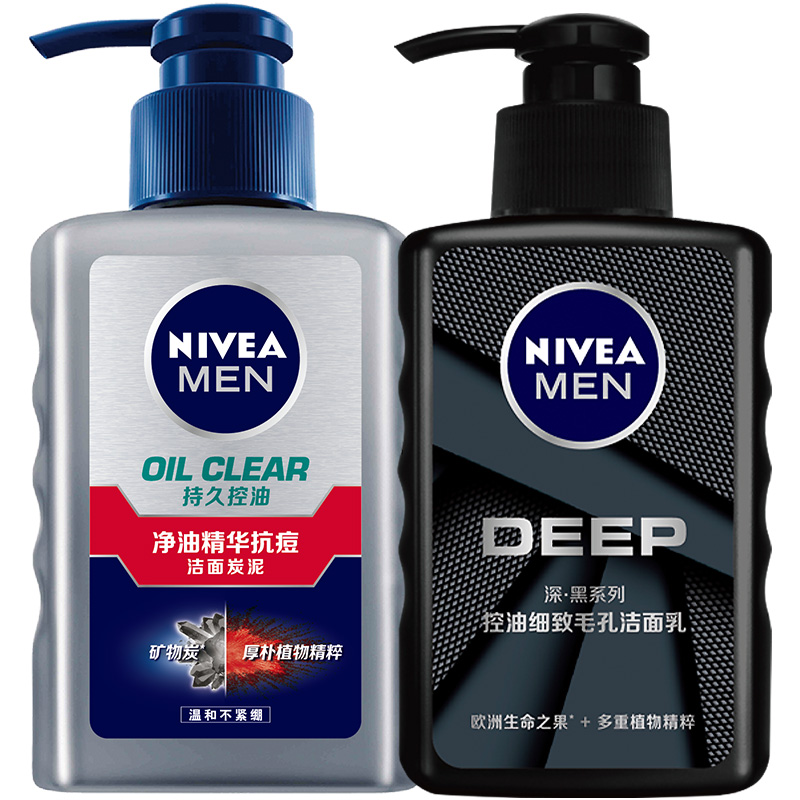 NIVEA
MEN
OIL CLEAR
持久控油
净油精华抗痘
洁面炭泥
矿物炭*
厚朴植物精粹
温和不紧绷
NIVEA
MEN
DEEP
深·黑系列
控油细致毛孔洁面乳
欧洲生命之果* + 多重植物精粹